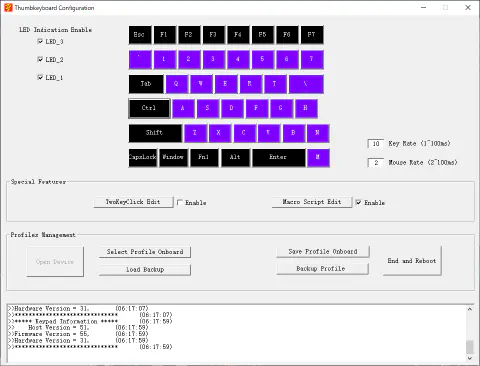 Thumbkeyboard Configuration
LED Indication Enable
LED_3
LED_2
LED_1
Esc F1 F2 F3 F4 F5 F6 F7
` 1 2 3 4 5 6 7
Tab Q W E R T \
Ctrl A S D F G H
Shift Z X C V B N
CapsLock Window Fn1 Alt Enter M
10 Key Rate (1~100ms)
2 Mouse Rate (2~100ms)
Special Features
TwoKeyClick Edit Enable Macro Script Edit Enable
Profiles Management
Open Device Select Profile Onboard Save Profile Onboard End and Reboot
Load Backup Backup Profile
>>Hardware Version = 31, (06:17:07)
>>***************************** (06:17:07)
>>***** Keypad Information ***** (06:17:59)
>> Host Version = 51, (06:17:59)
>>Firmware Version = 55, (06:17:59)
>>Hardware Version = 31, (06:17:59)
>>***************************** (06:17:59)